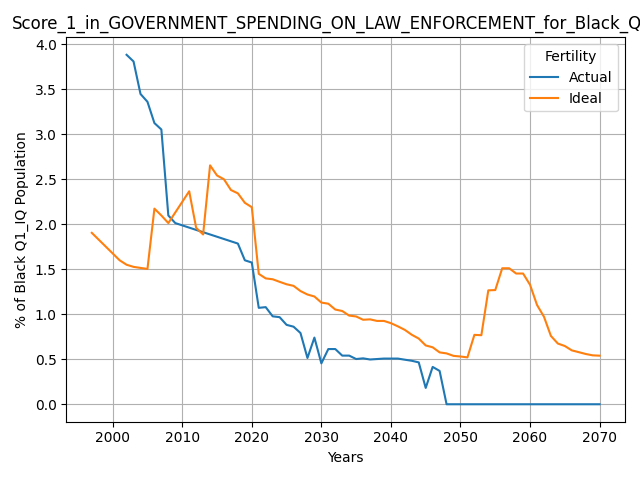 Score_1_in_GOVERNMENT_SPENDING_ON_LAW_ENFORCEMENT_for_Black_Q
Fertility
Actual
Ideal
4.0
3.5
3.0
2.5
2.0
1.5
1.0
0.5
0.0
% of Black Q1_IQ Population
2000 2010 2020 2030 2040 2050 2060 2070
Years